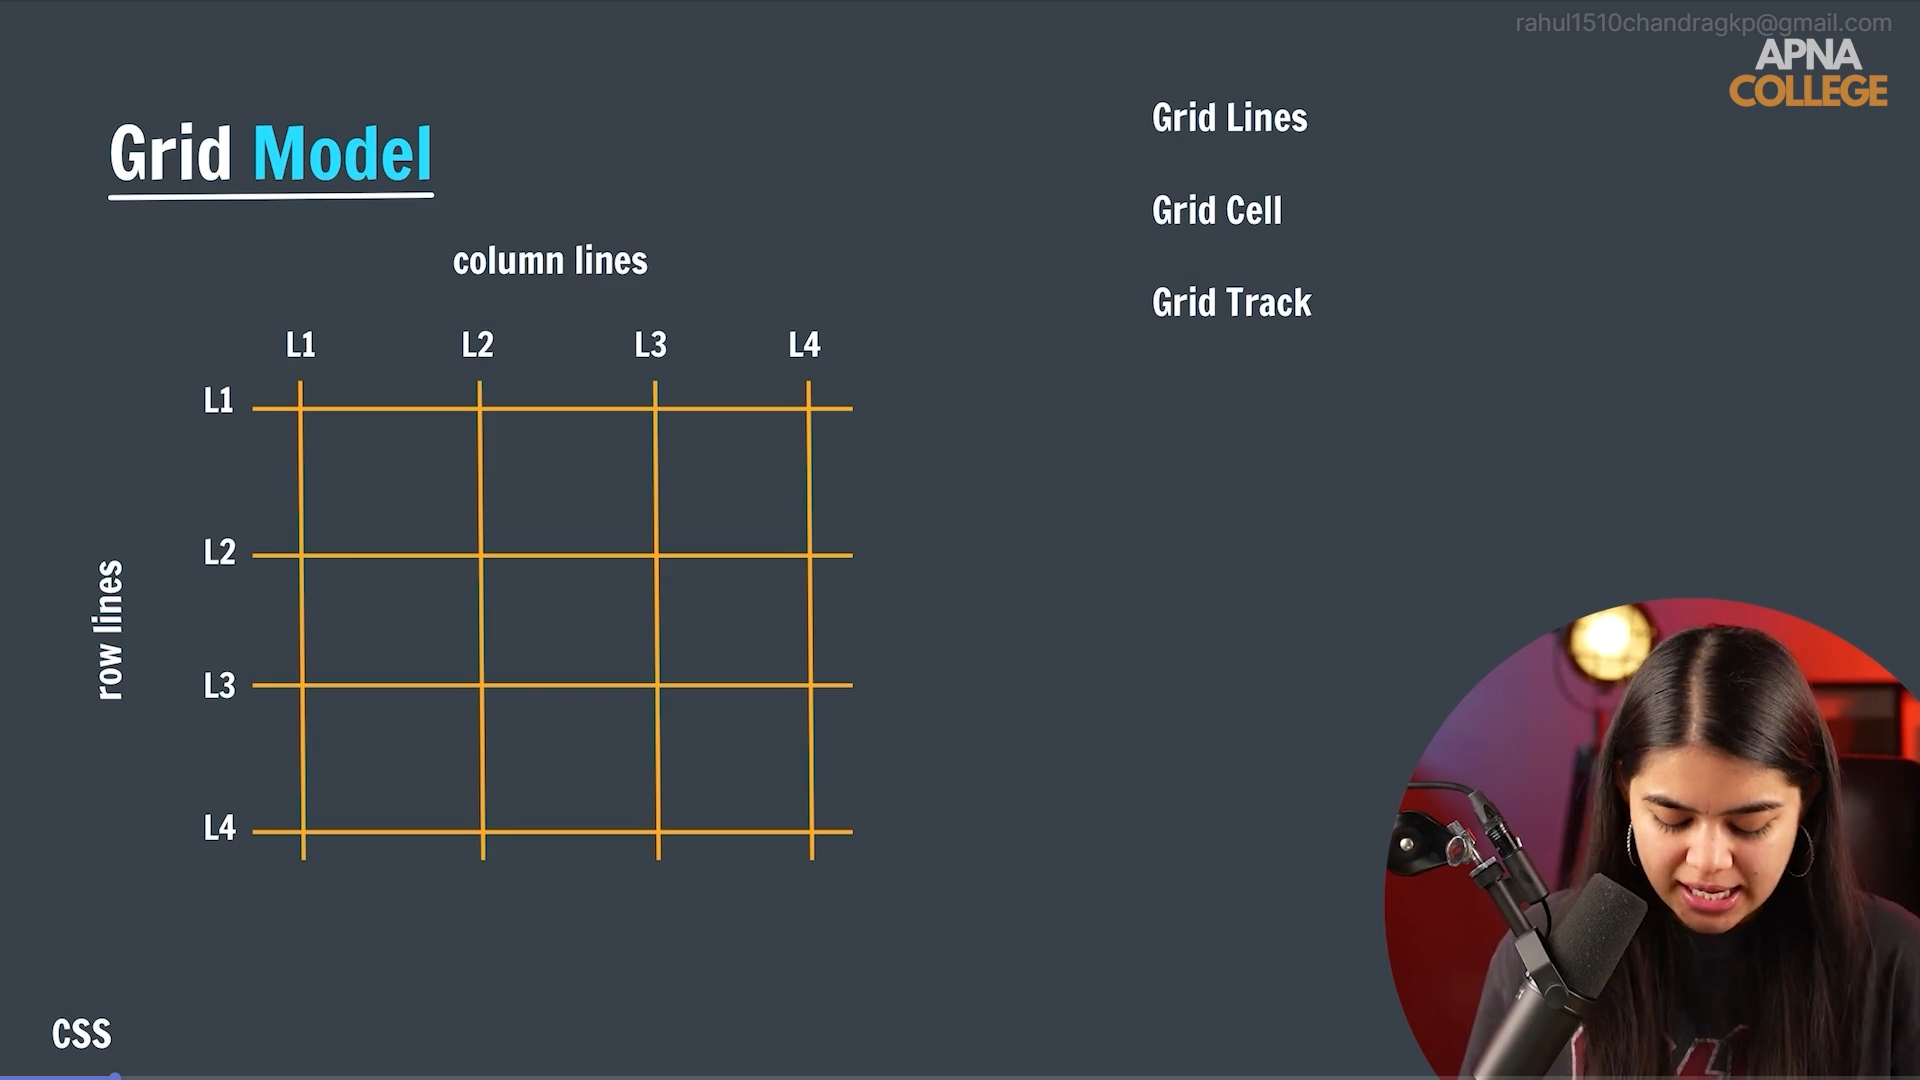 rahul1510chandragkp@gmail.com
APNA
COLLEGE
Grid Model
Grid Lines
Grid Cell
Grid Track
column lines
L1 L2 L3 L4
L1
L2
row lines
L3
L4
CSS